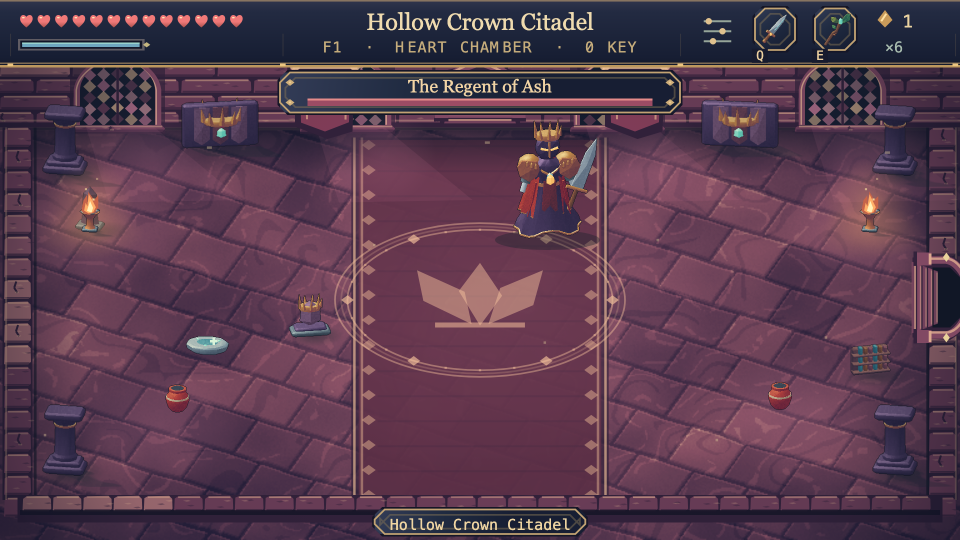 Hollow Crown Citadel
F1 · HEART CHAMBER · 0 KEY
Q
E
1
×6
The Regent of Ash
Hollow Crown Citadel